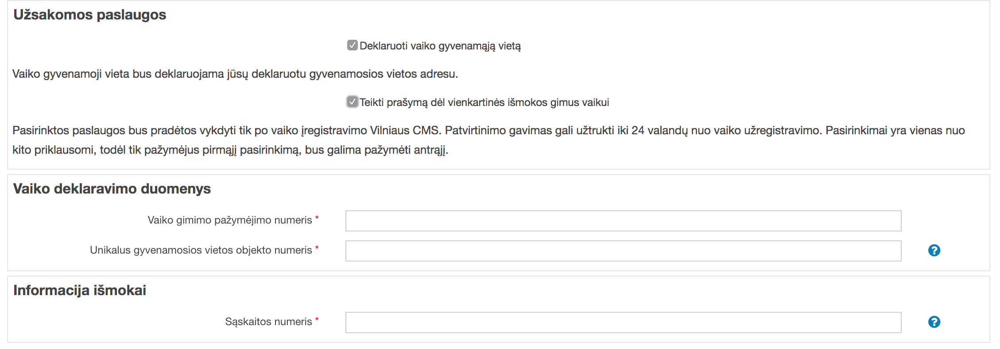 Užsakomos paslaugos
Deklaruoti vaiko gyvenamąją vietą
Vaiko gyvenamoji vieta bus deklaruojama jūsų deklaruotu gyvenamosios vietos adresu.
Teikti prašymą dėl vienkartinės išmokos gimus vaikui
Pasirinktos paslaugos bus pradėtos vykdyti tik po vaiko įregistravimo Vilniaus CMS. Patvirtinimo gavimas gali užtrukti iki 24 valandų nuo vaiko užregistravimo. Pasirinkimai yra vienas nuo
kito priklausomi, todėl tik pažymėjus pirmąjį pasirinkimą, bus galima pažymėti antrąjį.
Vaiko deklaravimo duomenys
Vaiko gimimo pažymėjimo numeris *
Unikalus gyvenamosios vietos objekto numeris * ?
Informacija išmokai
Sąskaitos numeris * ?